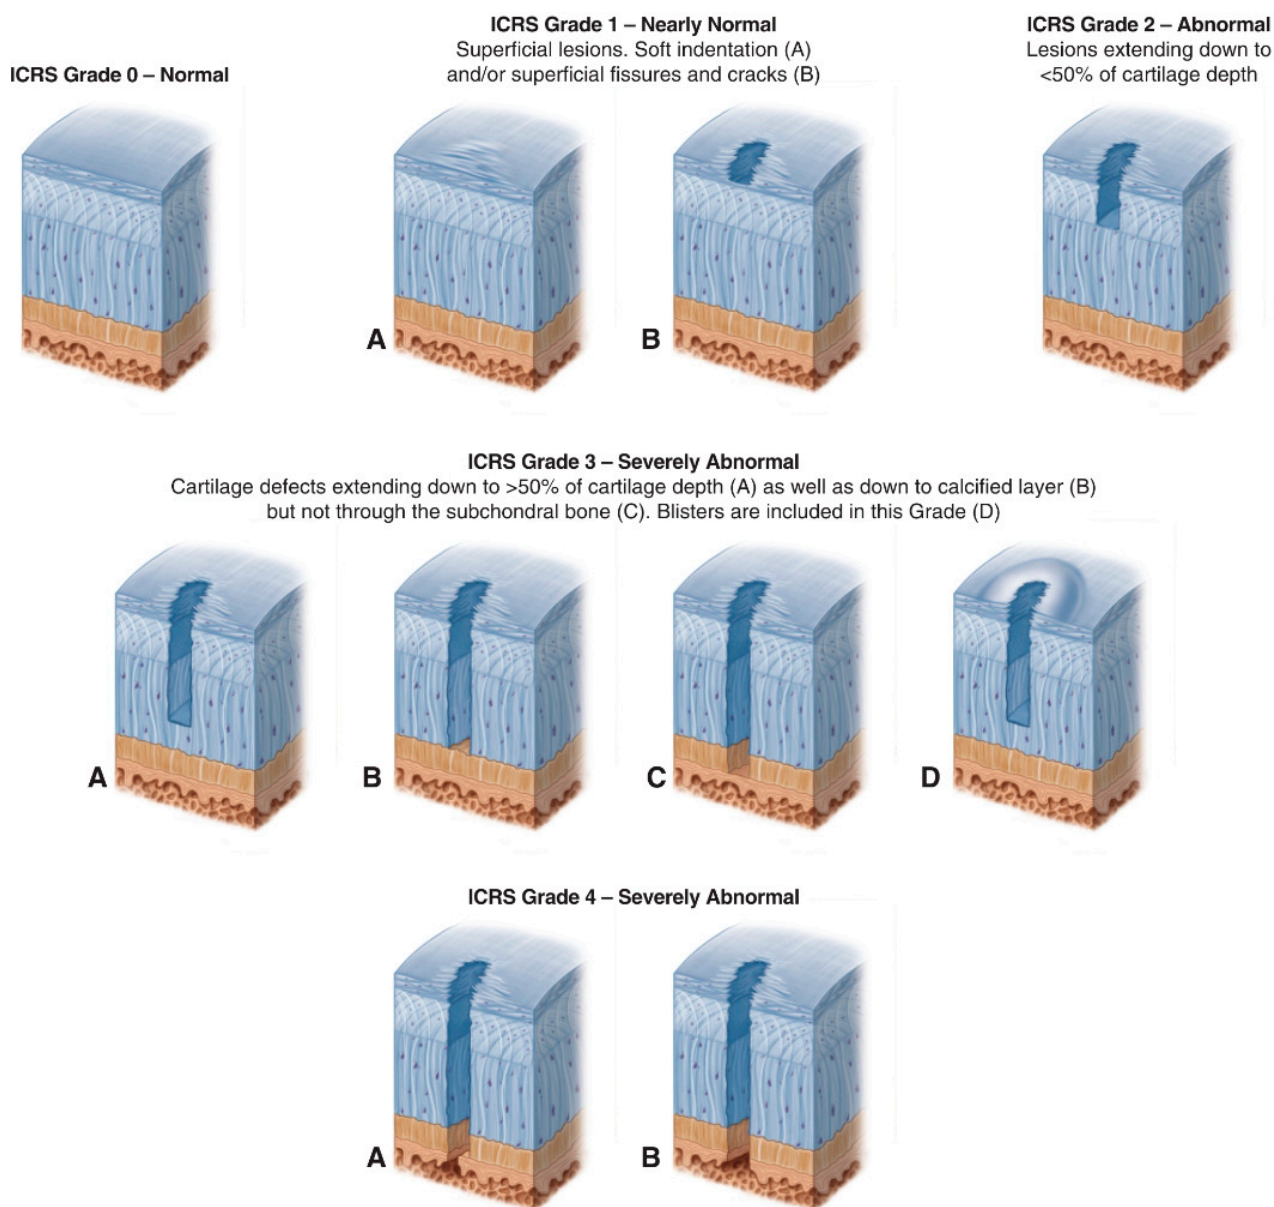 ICRS Grade 0 – Normal
ICRS Grade 1 – Nearly Normal
Superficial lesions. Soft indentation (A)
and/or superficial fissures and cracks (B)
ICRS Grade 2 – Abnormal
Lesions extending down to
<50% of cartilage depth
A
B
ICRS Grade 3 – Severely Abnormal
Cartilage defects extending down to >50% of cartilage depth (A) as well as down to calcified layer (B)
but not through the subchondral bone (C). Blisters are included in this Grade (D)
A
B
C
D
ICRS Grade 4 – Severely Abnormal
A
B